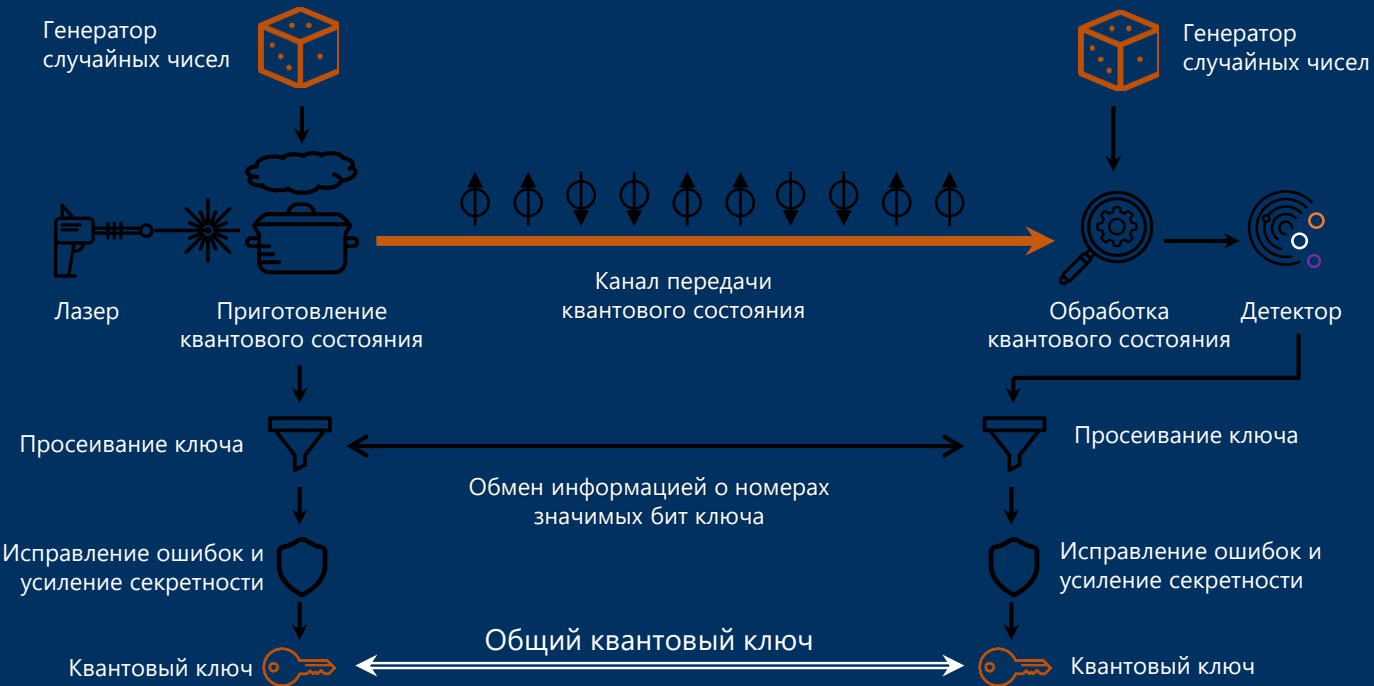 Генератор
случайных чисел
Генератор
случайных чисел
Лазер
Приготовление
квантового состояния
Канал передачи
квантового состояния
Обработка
квантового состояния
Детектор
Просеивание ключа
Обмен информацией о номерах
значимых бит ключа
Просеивание ключа
Исправление ошибок и
усиление секретности
Исправление ошибок и
усиление секретности
Квантовый ключ
Общий квантовый ключ
Квантовый ключ